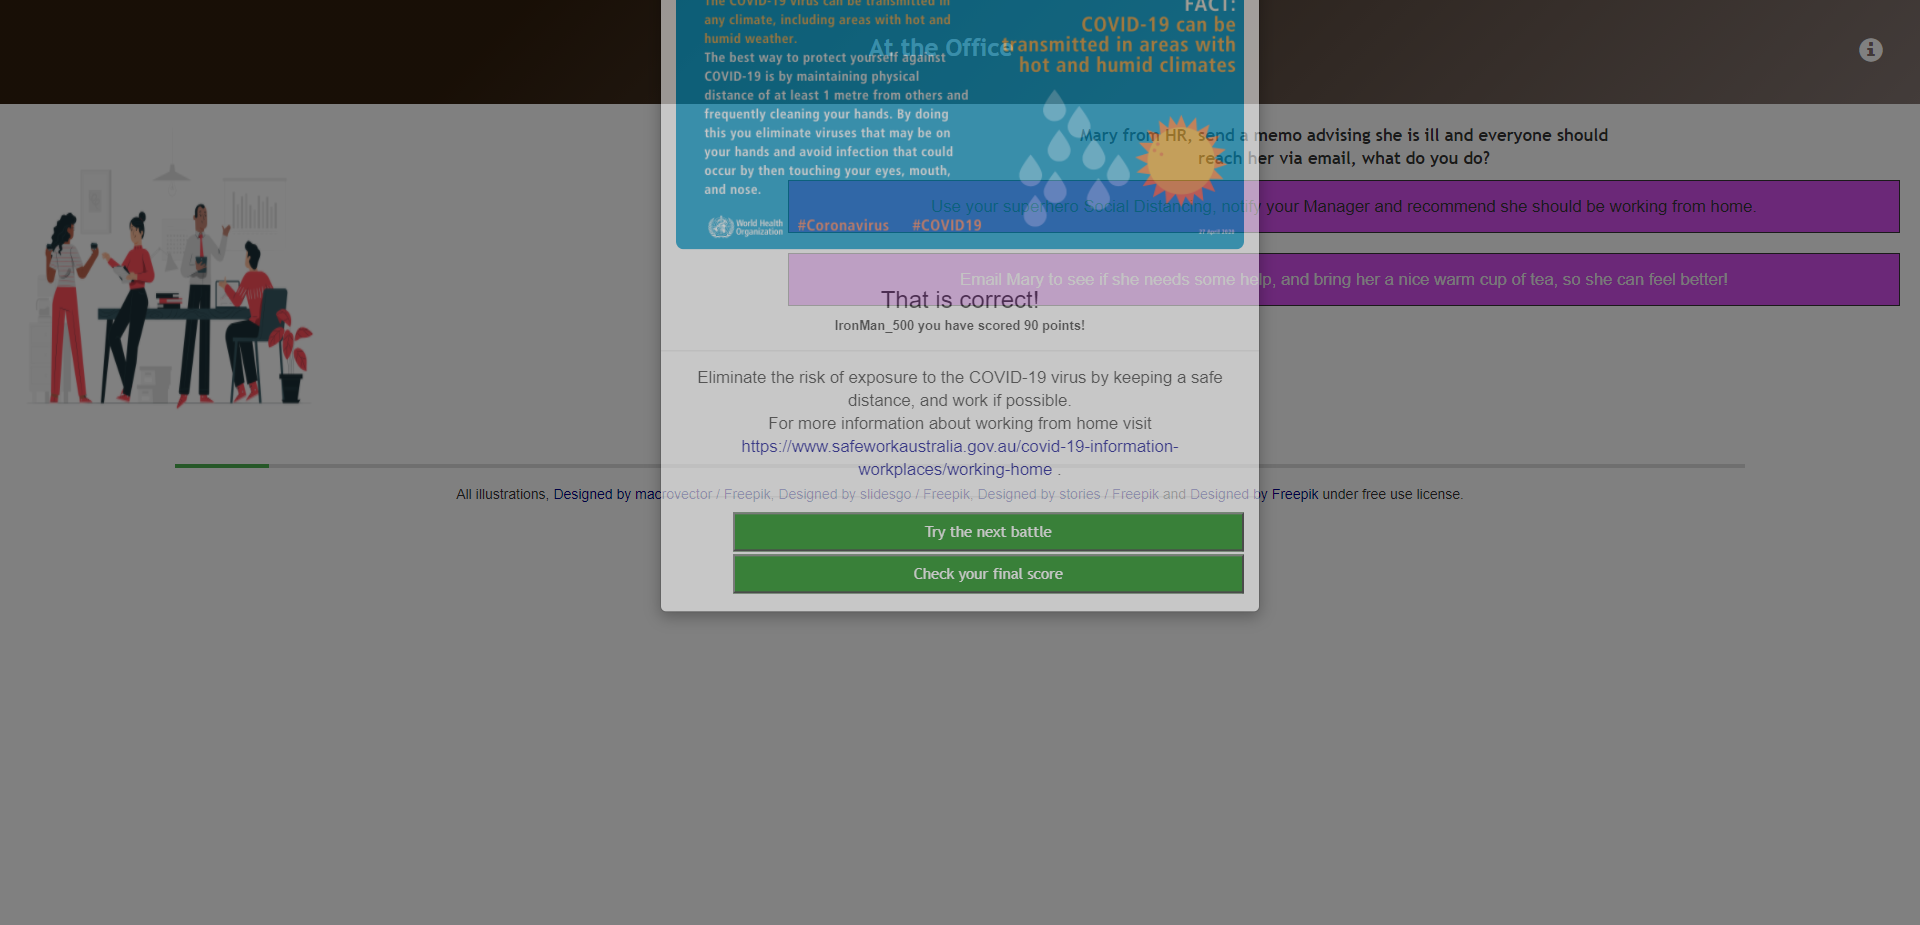 The COVID-19 virus can be transmitted in
any climate, including areas with hot and
humid weather.
The best way to protect yourself against
COVID-19 is by maintaining physical
distance of at least 1 metre from others and
frequently cleaning your hands. By doing
this you eliminate viruses that may be on
your hands and avoid infection that could
occur by then touching your eyes, mouth,
and nose.
World Health
Organization
#Coronavirus #COVID19
FACT:
COVID-19 can be
transmitted in areas with
hot and humid climates
27 April 2020
At the Office
Mary from HR, send a memo advising she is ill and everyone should
reach her via email, what do you do?
Use your superhero Social Distancing, notify your Manager and recommend she should be working from home.
Email Mary to see if she needs some help, and bring her a nice warm cup of tea, so she can feel better!
That is correct!
IronMan_500 you have scored 90 points!
Eliminate the risk of exposure to the COVID-19 virus by keeping a safe
distance, and work if possible.
For more information about working from home visit
https://www.safeworkaustralia.gov.au/covid-19-information-
workplaces/working-home .
All illustrations, Designed by macrovector / Freepik, Designed by slidesgo / Freepik, Designed by stories / Freepik and Designed by Freepik under free use license.
Try the next battle
Check your final score